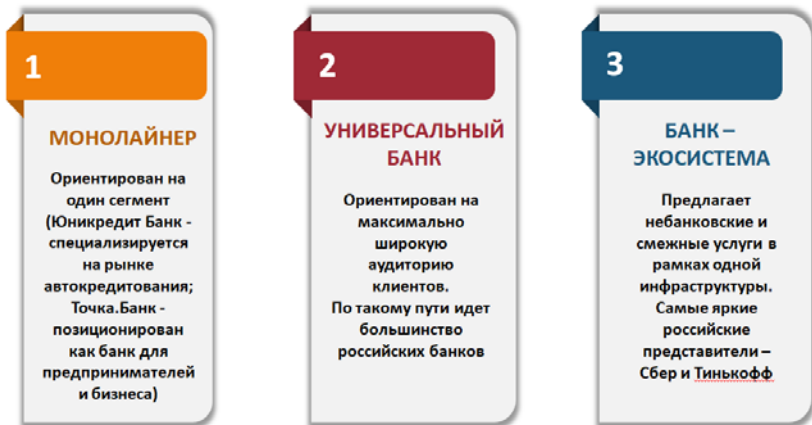 1
МОНОЛАЙНЕР
Ориентирован на
один сегмент
(Юникредит Банк -
специализируется
на рынке
автокредитования;
Точка.Банк -
позиционирован
как банк для
предпринимателей
и бизнеса)
2
УНИВЕРСАЛЬНЫЙ
БАНК
Ориентирован на
максимально
широкую
аудиторию
клиентов.
По такому пути идет
большинство
российских банков
3
БАНК –
ЭКОСИСТЕМА
Предлагает
небанковские и
смежные услуги в
рамках одной
инфраструктуры.
Самые яркие
российские
представители –
Сбер и Тинькофф